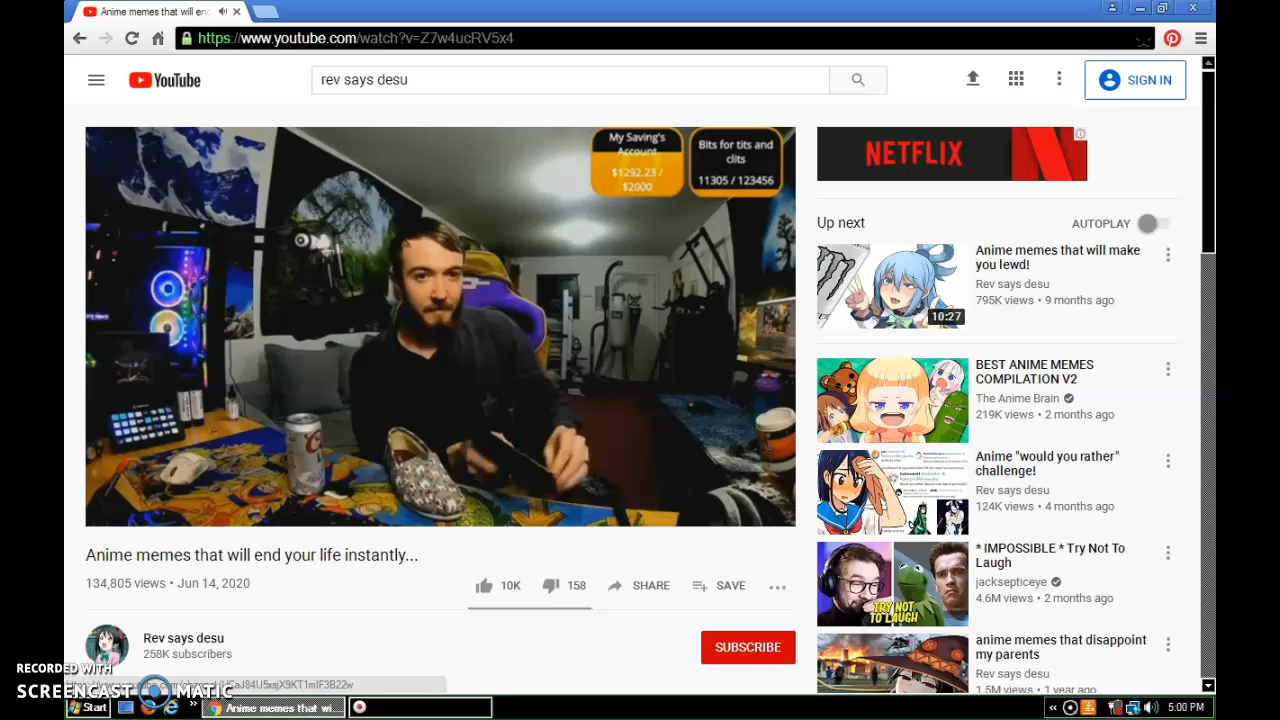 Anime memes that will end
https://www.youtube.com/watch?v=Z7w4ucRV5x4
YouTube
rev says desu
SIGN IN
My Saving's
Account
$1292.23 /
$2000
Bits for tits and
clits
11305 / 123456
NETFLIX
Up next
AUTOPLAY
Anime memes that will make
you lewd!
Rev says desu
795K views • 9 months ago
10:27
BEST ANIME MEMES
COMPILATION V2
The Anime Brain
219K views • 2 months ago
Anime "would you rather"
challenge!
Rev says desu
124K views • 4 months ago
* IMPOSSIBLE * Try Not To
Laugh
jacksepticeye
4.6M views • 2 months ago
TRY NOT
TO LAUGH
anime memes that disappoint
my parents
Rev says desu
1.5M views • 1 year ago
Anime memes that will end your life instantly...
134,805 views • Jun 14, 2020
10K
158
SHARE
SAVE
Rev says desu
258K subscribers
SUBSCRIBE
RECORDED WITH
SCREENCAST MATIC
Start
Anime memes that wi...
5:00 PM